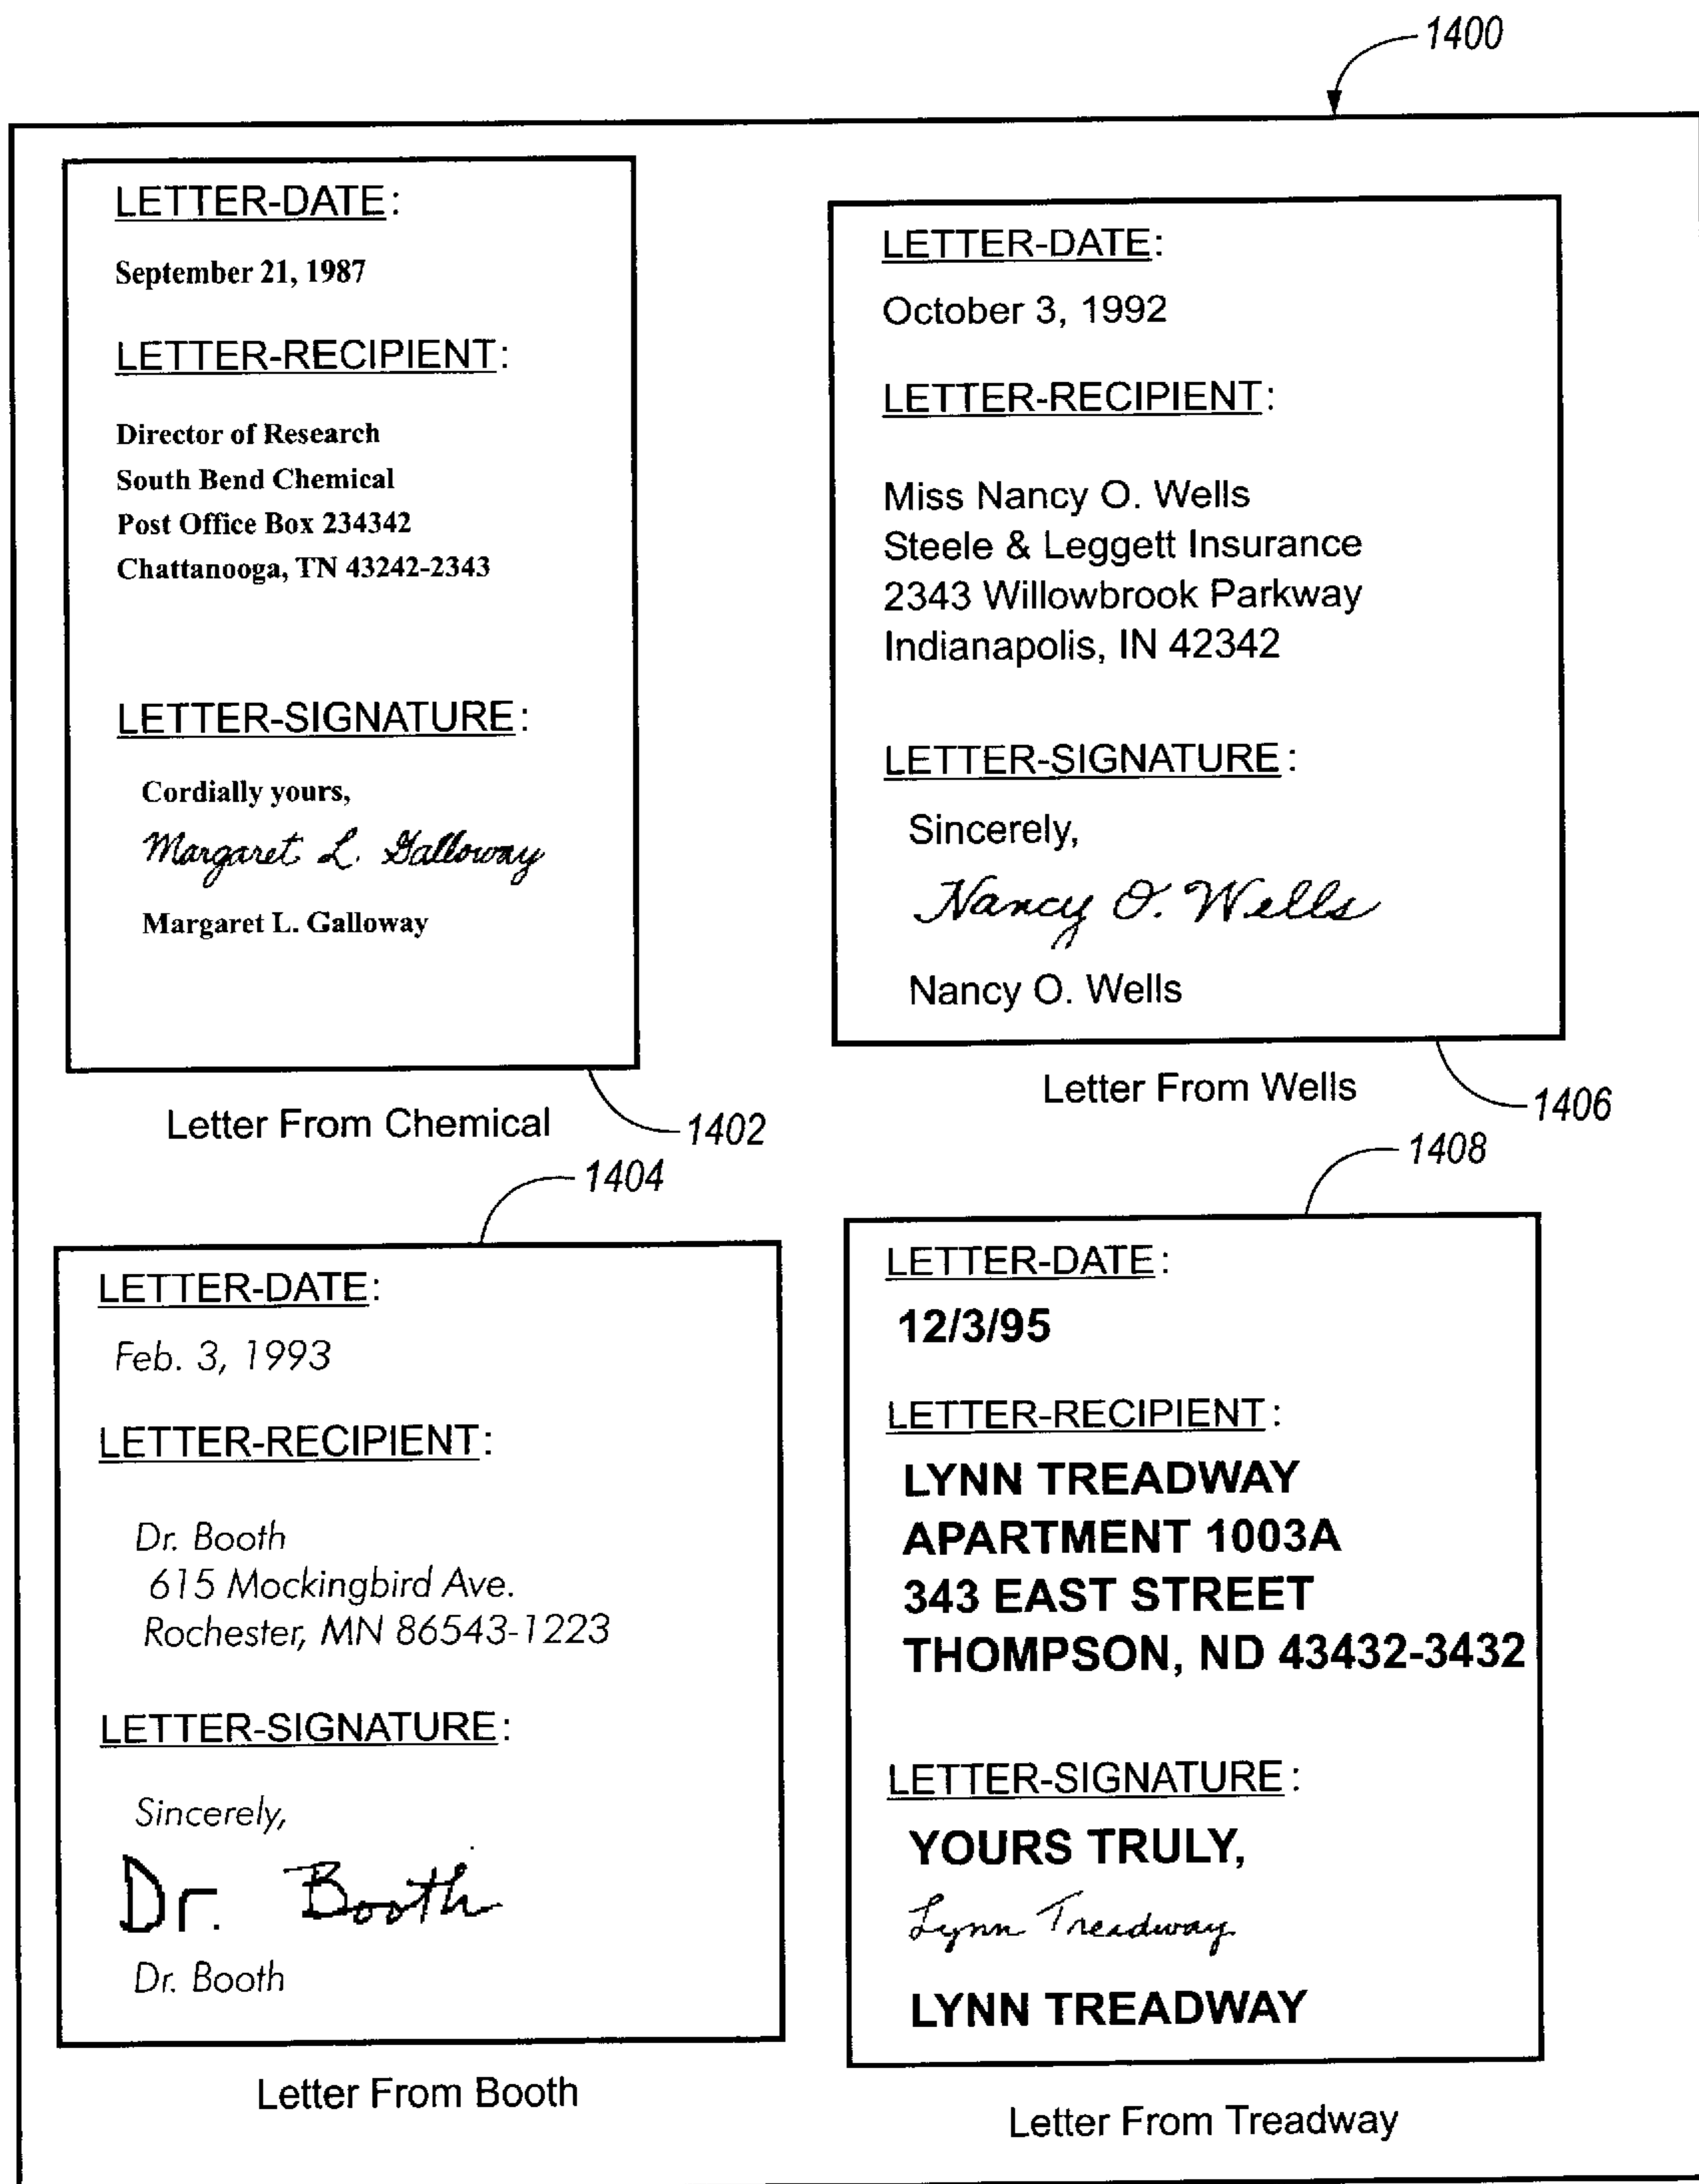 1400
LETTER-DATE:
September 21, 1987
LETTER-RECIPIENT:
Director of Research
South Bend Chemical
Post Office Box 234342
Chattanooga, TN 43242-2343
LETTER-SIGNATURE:
Cordially yours,
Margaret L. Galloway
Margaret L. Galloway
Letter From Chemical
1402
LETTER-DATE:
October 3, 1992
LETTER-RECIPIENT:
Miss Nancy O. Wells
Steele & Leggett Insurance
2343 Willowbrook Parkway
Indianapolis, IN 42342
LETTER-SIGNATURE:
Sincerely,
Nancy O. Wells
Nancy O. Wells
Letter From Wells
1406
1404
LETTER-DATE:
Feb. 3, 1993
LETTER-RECIPIENT:
Dr. Booth
615 Mockingbird Ave.
Rochester, MN 86543-1223
LETTER-SIGNATURE:
Sincerely,
Dr. Booth
Dr. Booth
Letter From Booth
1408
LETTER-DATE:
12/3/95
LETTER-RECIPIENT:
LYNN TREADWAY
APARTMENT 1003A
343 EAST STREET
THOMPSON, ND 43432-3432
LETTER-SIGNATURE:
YOURS TRULY,
Lynn Treadway
LYNN TREADWAY
Letter From Treadway